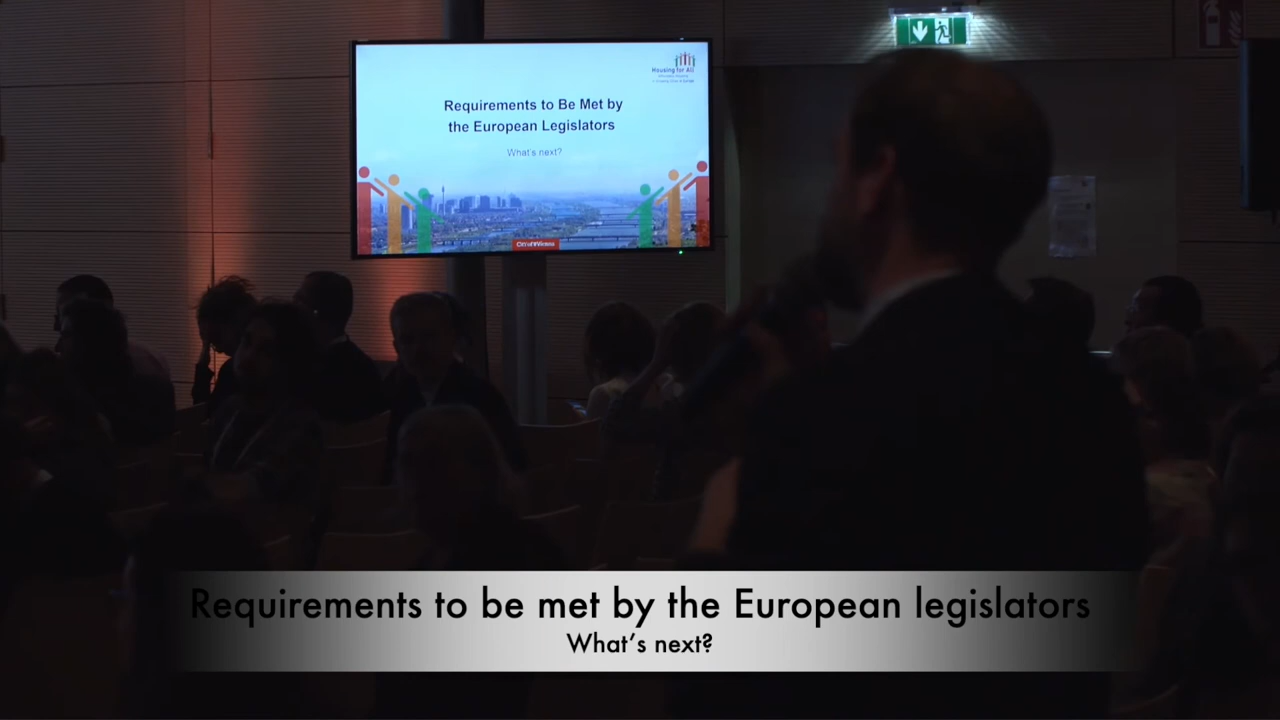 Housing for All
Requirements to Be Met by
the European Legislators
What's next?
City of Vienna
Requirements to be met by the European legislators
What's next?